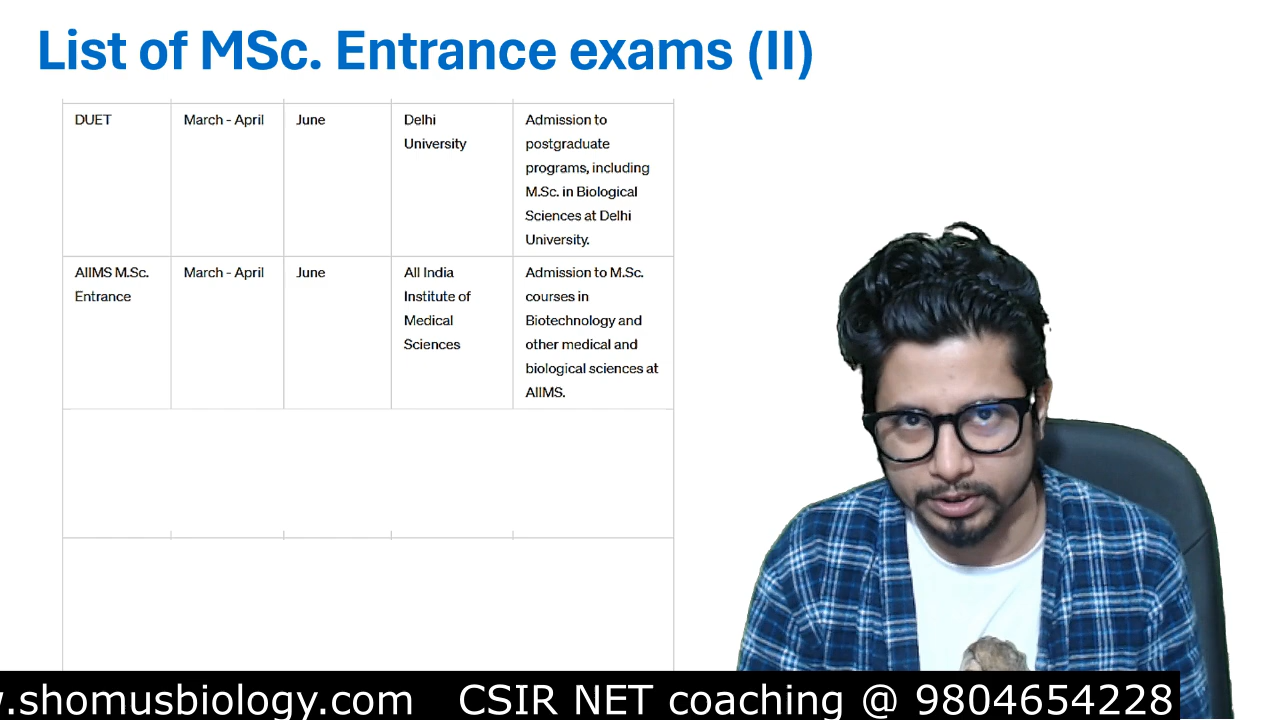 List of MSc. Entrance exams (II)
DUET
March - April
June
Delhi
University
Admission to
postgraduate
programs, including
M.Sc. in Biological
Sciences at Delhi
University.
AIIMS M.Sc.
Entrance
March - April
June
All India
Institute of
Medical
Sciences
Admission to M.Sc.
courses in
Biotechnology and
other medical and
biological sciences at
AIIMS.
.shomusbiology.com CSIR NET coaching @ 9804654228